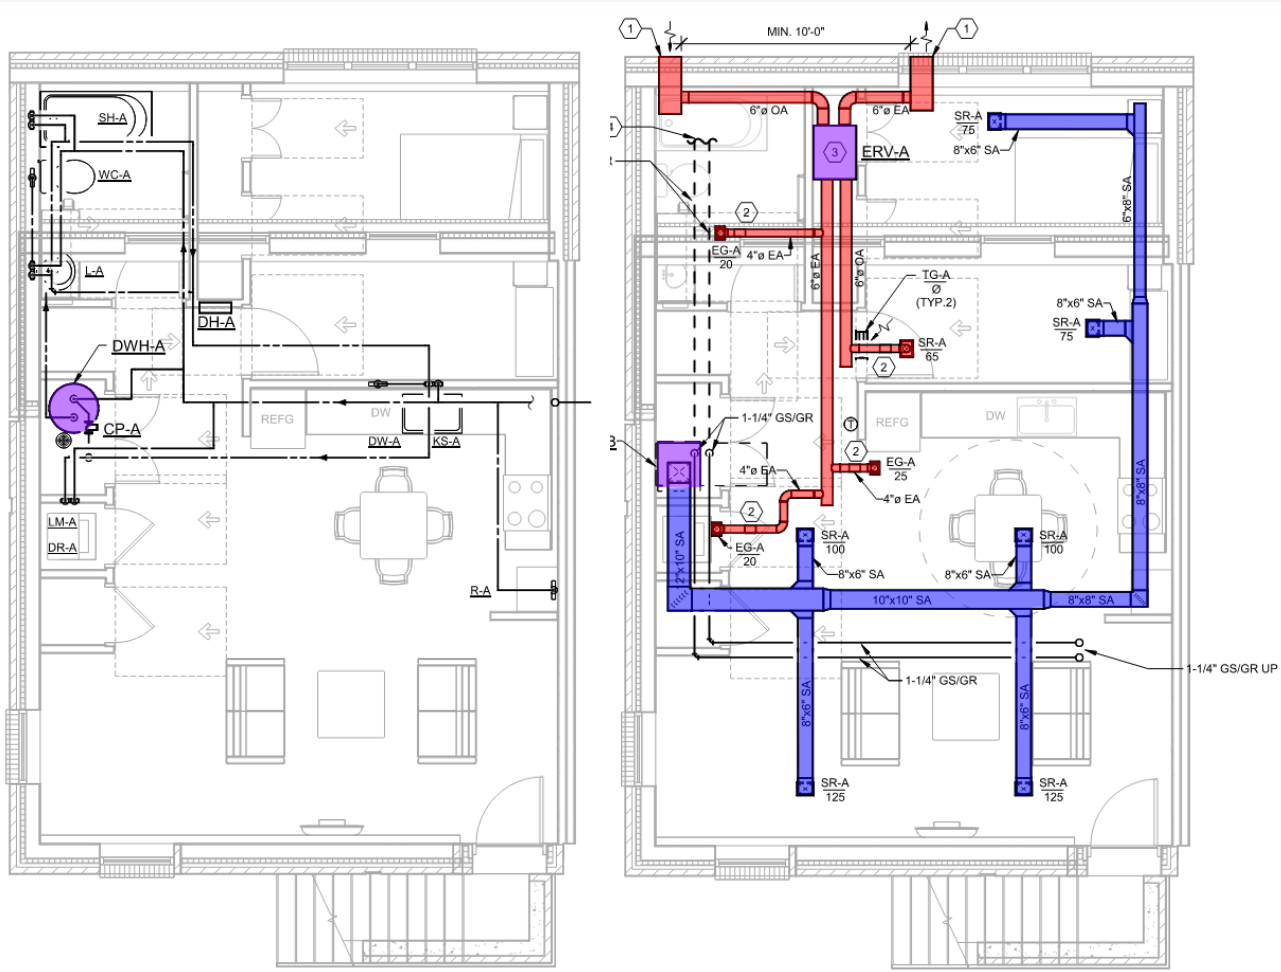 SH-A
WC-A
L-A
DH-A
DWH-A
CP-A
REFG
DW
DW-A
KS-A
LM-A
DR-A
R-A
1
MIN. 10'-0"
1
6"ø OA
6"ø EA
3
ERV-A
SR-A
75
8"x6" SA
6"x8" SA
2
EG-A
20
4"ø EA
6"ø EA
6"ø OA
TG-A
Ø
(TYP.2)
8"x6" SA
SR-A
75
SR-A
65
2
1-1/4" GS/GR
T
REFG
DW
2
EG-A
25
4"ø EA
4"ø EA
8"x8" SA
2
EG-A
20
2"x10" SA
SR-A
100
8"x6" SA
SR-A
100
8"x6" SA
10"x10" SA
8"x8" SA
1-1/4" GS/GR UP
1-1/4" GS/GR
8"x6" SA
8"x6" SA
SR-A
125
SR-A
125